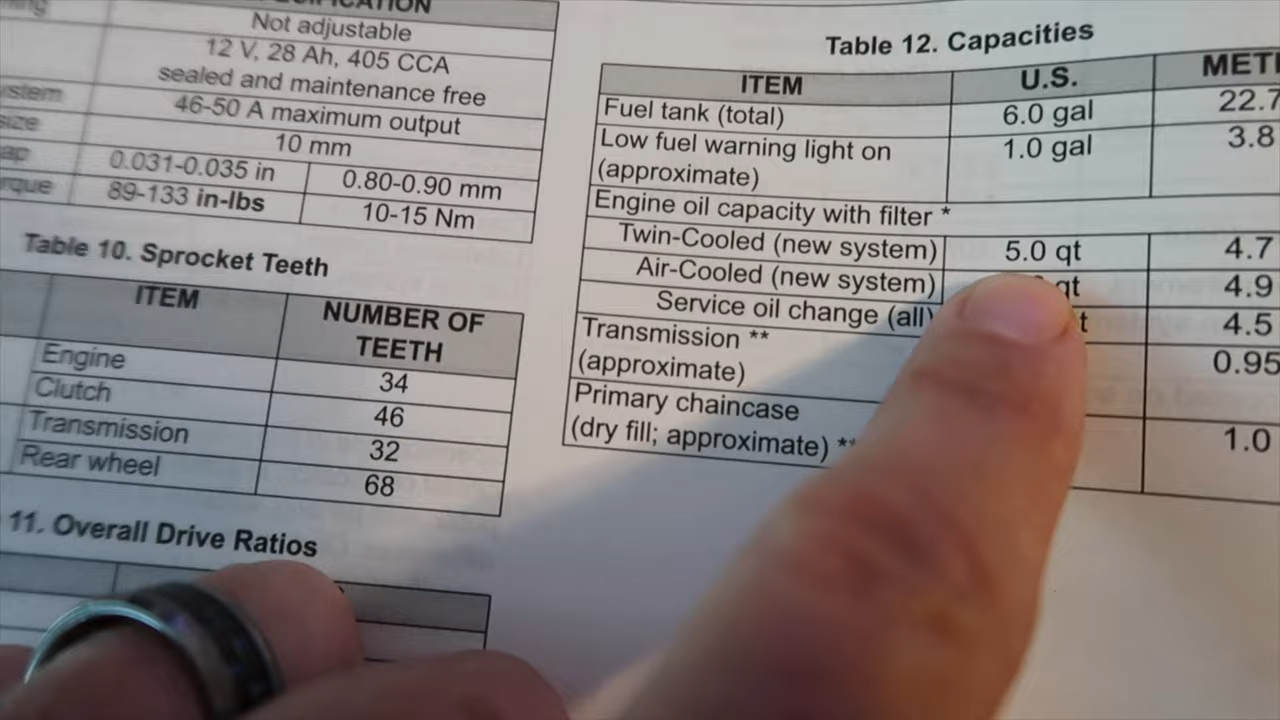 Not adjustable
12 V, 28 Ah, 405 CCA
sealed and maintenance free
46-50 A maximum output
10 mm
0.031-0.035 in 0.80-0.90 mm
89-133 in-lbs 10-15 Nm
Table 10. Sprocket Teeth
ITEM NUMBER OF
TEETH
Engine 34
Clutch 46
Transmission 32
Rear wheel 68
11. Overall Drive Ratios
Table 12. Capacities
ITEM U.S.
Fuel tank (total) 6.0 gal 22.7
Low fuel warning light on 1.0 gal 3.8
(approximate)
Engine oil capacity with filter *
Twin-Cooled (new system) 5.0 qt 4.7
Air-Cooled (new system) qt 4.9
Service oil change (all) 4.5
Transmission ** 0.95
(approximate)
Primary chaincase 1.0
(dry fill; approximate) **